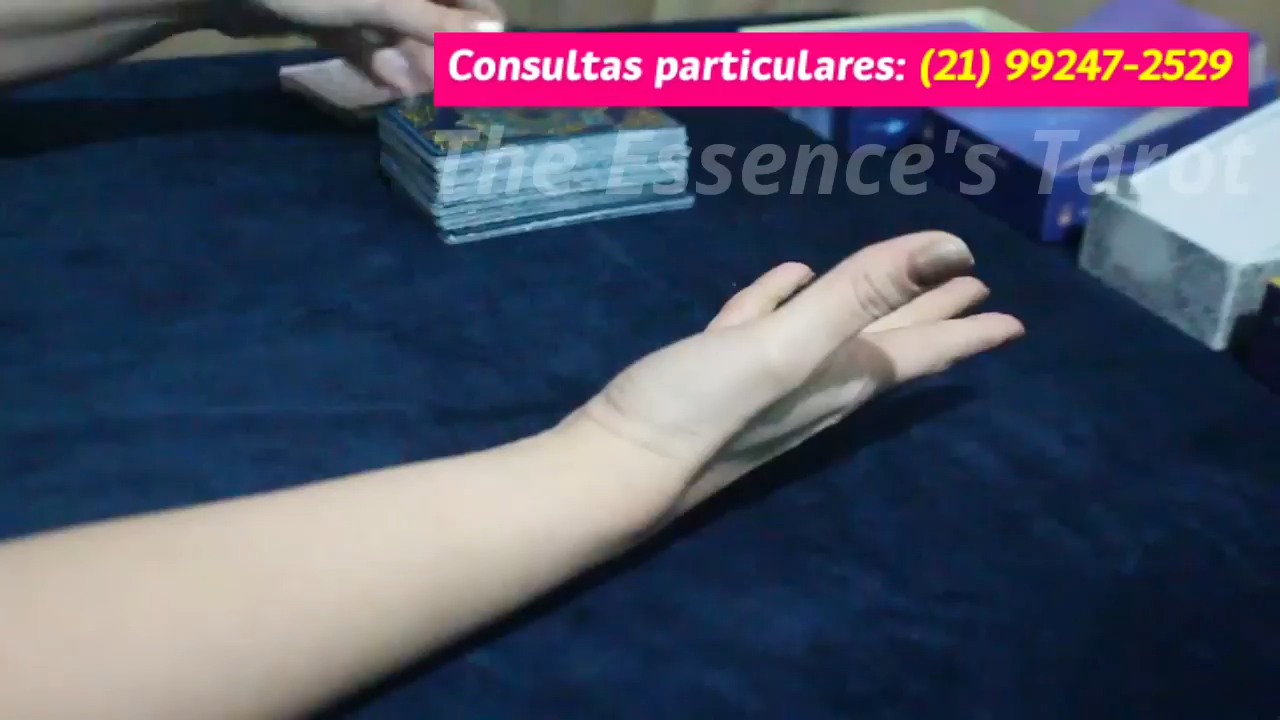 Consultas particulares: (21) 99247-2529
The Essence's Tarot